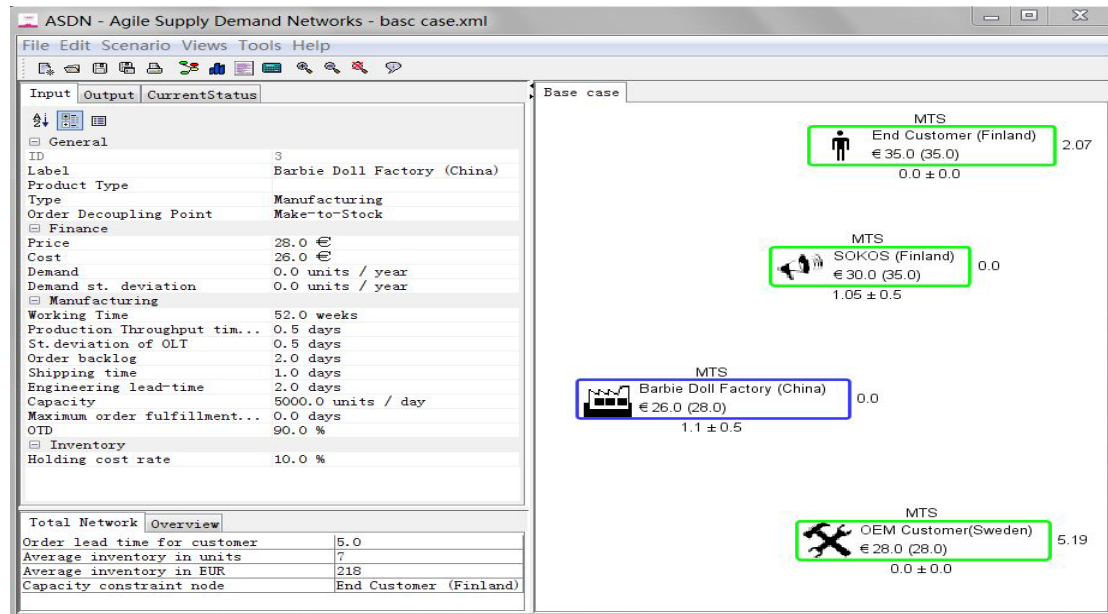 ASDN - Agile Supply Demand Networks - basc case.xml
File Edit Scenario Views Tools Help
Input Output CurrentStatus
General
ID 3
Label Barbie Doll Factory (China)
Product Type
Type Manufacturing
Order Decoupling Point Make-to-Stock
Finance
Price 28.0 €
Cost 26.0 €
Demand 0.0 units / year
Demand st. deviation 0.0 units / year
Manufacturing
Working Time 52.0 weeks
Production Throughput tim... 0.5 days
St.deviation of OLT 0.5 days
Order backlog 2.0 days
Shipping time 1.0 days
Engineering lead-time 2.0 days
Capacity 5000.0 units / day
Maximum order fulfillment... 0.0 days
OTD 90.0 %
Inventory
Holding cost rate 10.0 %
Total Network Overview
Order lead time for customer 5.0
Average inventory in units 7
Average inventory in EUR 218
Capacity constraint node End Customer (Finland)
Base case
MTS
End Customer (Finland)
€ 35.0 (35.0)
2.07
0.0 ± 0.0
MTS
SOKOS (Finland)
€ 30.0 (35.0)
0.0
1.05 ± 0.5
MTS
Barbie Doll Factory (China)
€ 26.0 (28.0)
0.0
1.1 ± 0.5
MTS
OEM Customer(Sweden)
€ 28.0 (28.0)
5.19
0.0 ± 0.0